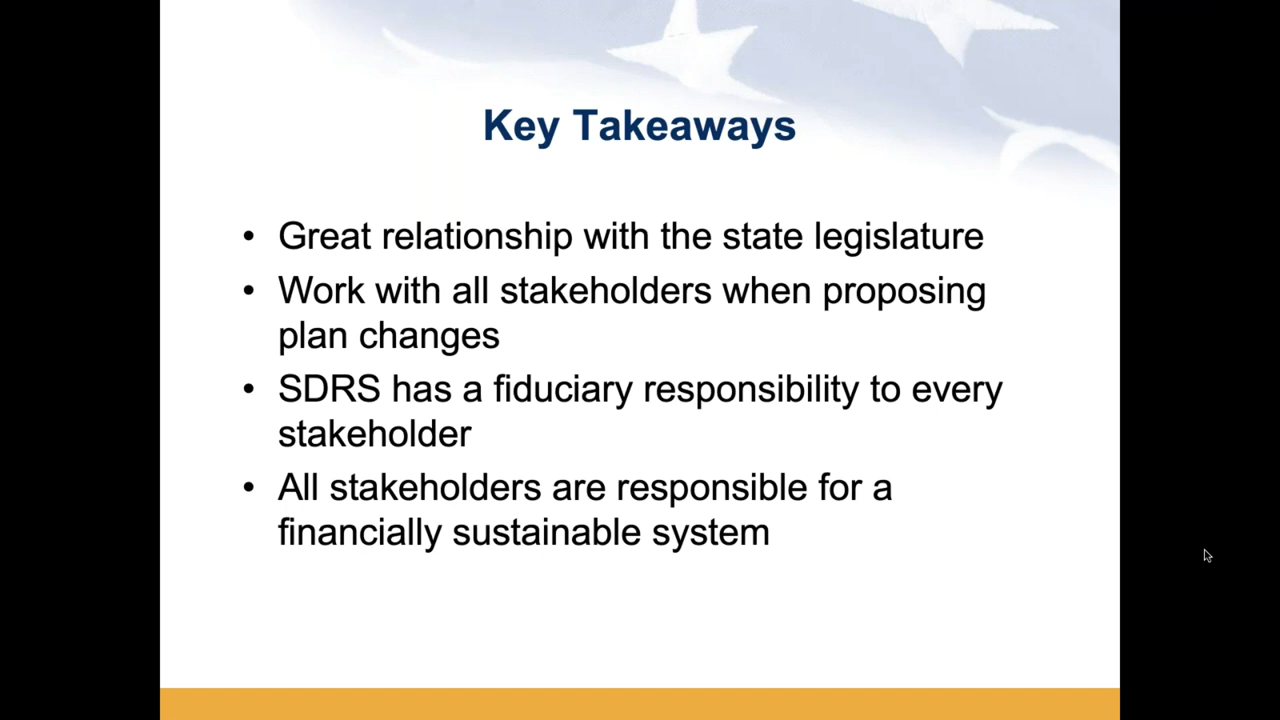 Key Takeaways
• Great relationship with the state legislature
• Work with all stakeholders when proposing
plan changes
• SDRS has a fiduciary responsibility to every
stakeholder
• All stakeholders are responsible for a
financially sustainable system